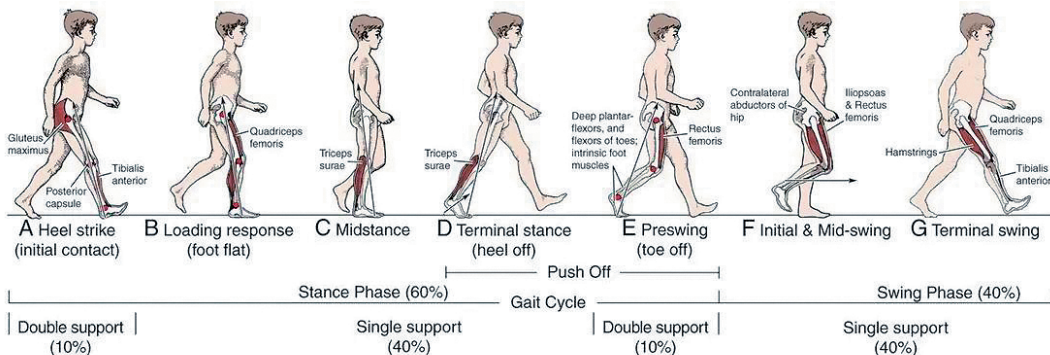 Gluteus
maximus
Tibialis
anterior
Posterior
capsule
Quadriceps
femoris
Triceps
surae
Triceps
surae
Deep plantar-
flexors, and
flexors of toes;
intrinsic foot
muscles
Rectus
femoris
Contralateral
abductors of
hip
Iliopsoas
& Rectus
femoris
Quadriceps
femoris
Hamstrings
Tibialis
anterior
A Heel strike
(initial contact)
B Loading response
(foot flat)
C Midstance
D Terminal stance
(heel off)
E Preswing
(toe off)
F Initial & Mid-swing
G Terminal swing
Push Off
Stance Phase (60%)
Swing Phase (40%)
Gait Cycle
Double support
(10%)
Single support
(40%)
Double support
(10%)
Single support
(40%)